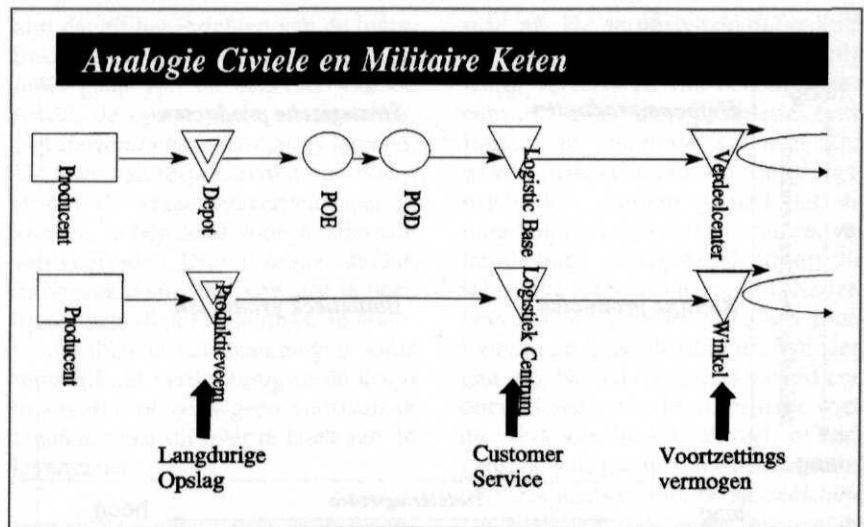 Analogie Civiele en Militaire Keten
Producent
Depot
POE
POD
Logistic Base
Verdeelcenter
Producent
Produktieveem
Logistiek Centrum
Winkel
Langdurige
Opslag
Customer
Service
Voortzettings
vermogen